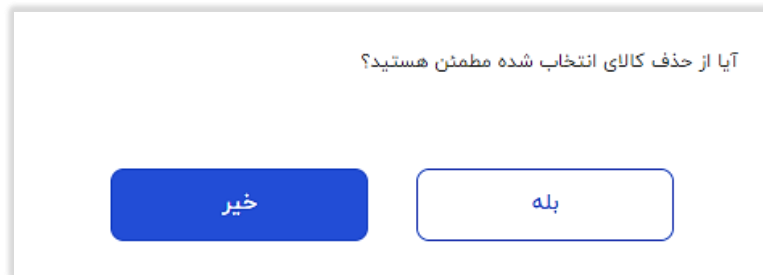 آیا از حذف کالای انتخاب شده مطمئن هستید؟
بله
خیر